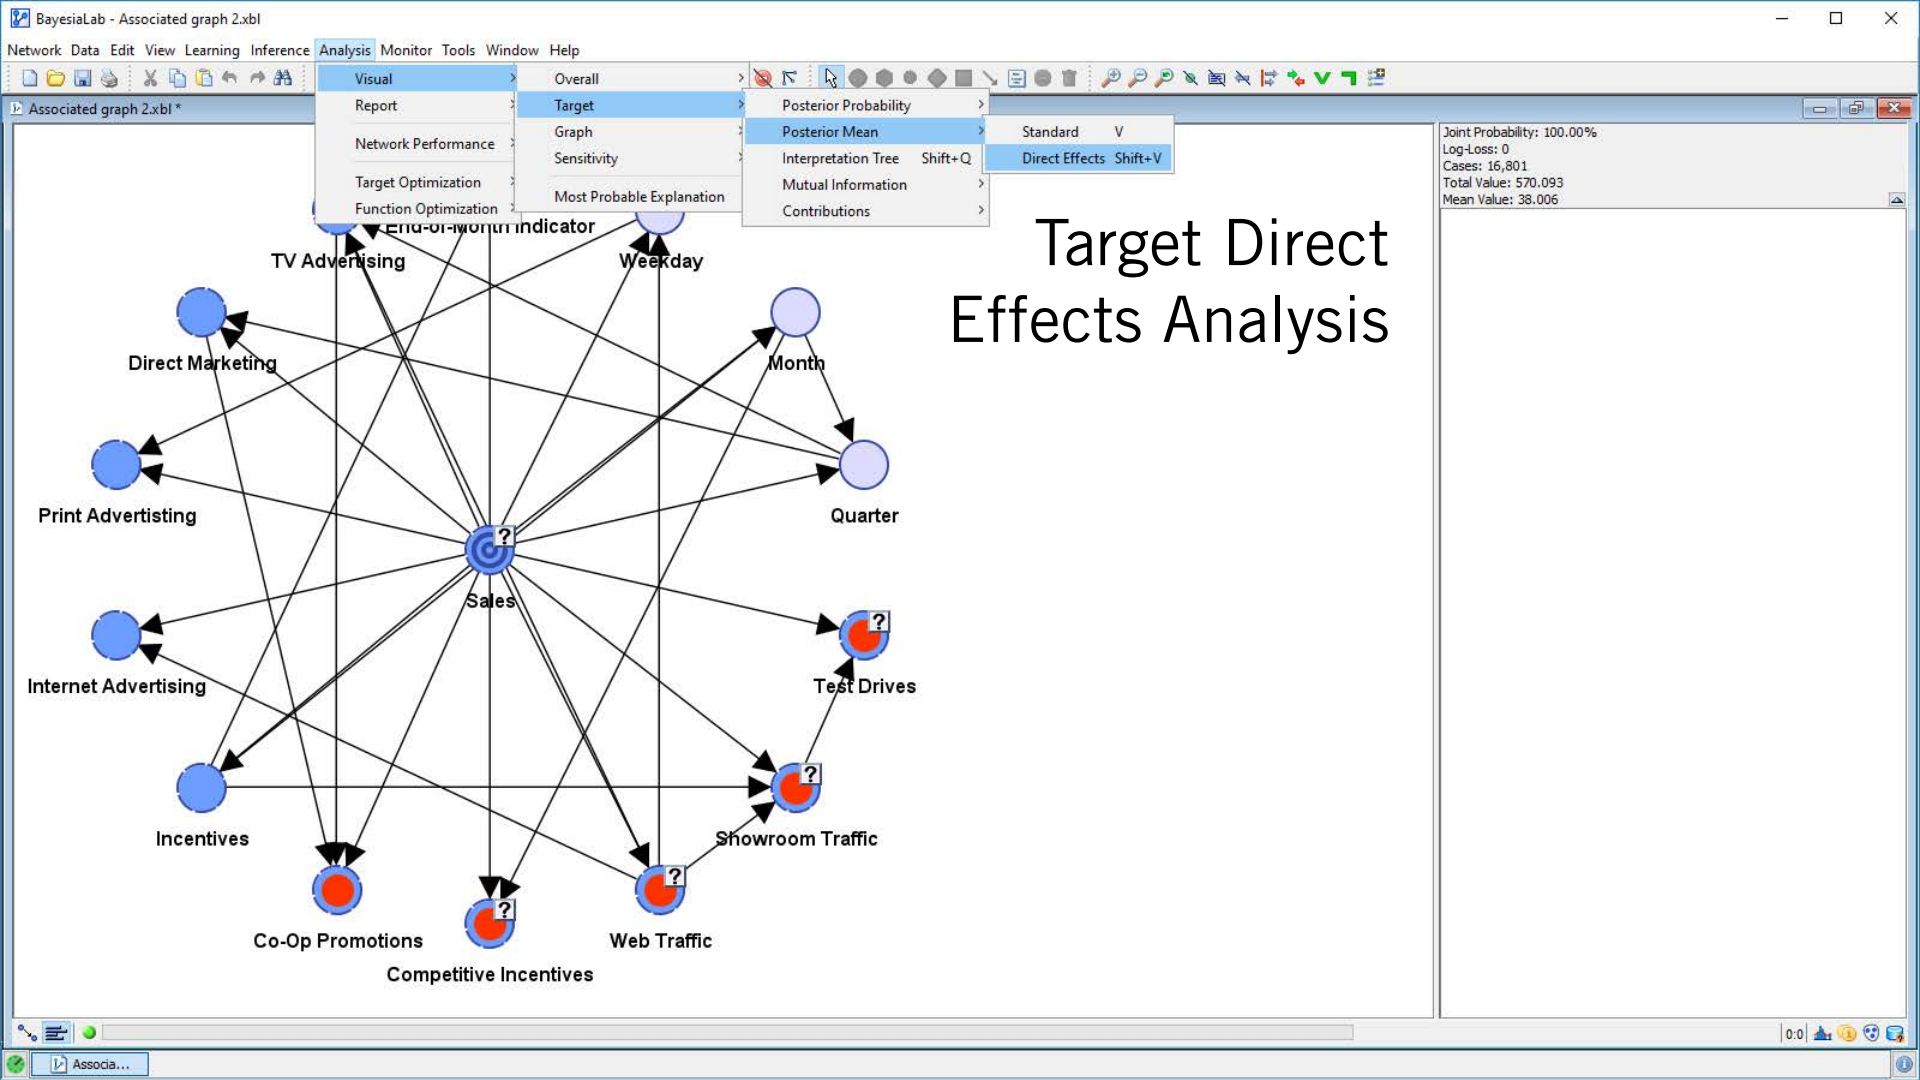 BayesiaLab - Associated graph 2.xbl
Network Data Edit View Learning Inference Analysis Monitor Tools Window Help
Associated graph 2.xbl *
Visual
Report
Network Performance
Target Optimization
Function Optimization
Overall
Target
Graph
Sensitivity
Most Probable Explanation
Posterior Probability
Posterior Mean
Interpretation Tree Shift+Q
Mutual Information
Contributions
Standard V
Direct Effects Shift+V
Joint Probability: 100.00%
Log-Loss: 0
Cases: 16,801
Total Value: 570.093
Mean Value: 38.006
Target Direct
Effects Analysis
End-of-Month Indicator
TV Advertising
Weekday
Direct Marketing
Month
Print Advertisting
Quarter
?
Sales
?
Internet Advertising
Test Drives
?
Incentives
Showroom Traffic
?
?
Co-Op Promotions
Web Traffic
Competitive Incentives
0:0
Associa...